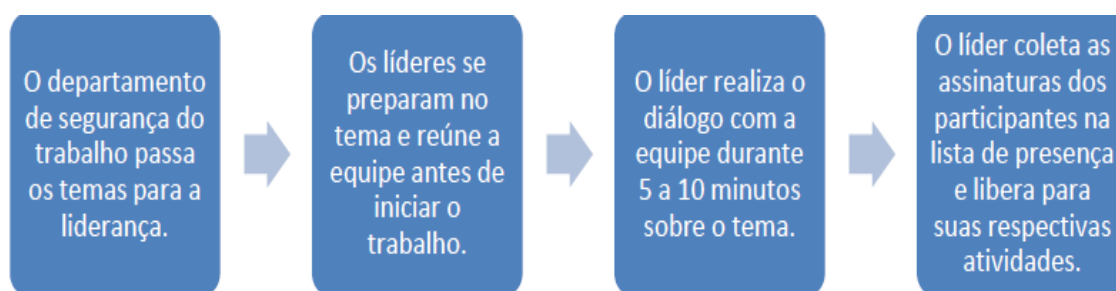 O departamento
de segurança do
trabalho passa
os temas para a
liderança.
Os líderes se
preparam no
tema e reúne a
equipe antes de
iniciar o
trabalho.
O líder realiza o
diálogo com a
equipe durante
5 a 10 minutos
sobre o tema.
O líder coleta as
assinaturas dos
participantes na
lista de presença
e libera para
suas respectivas
atividades.